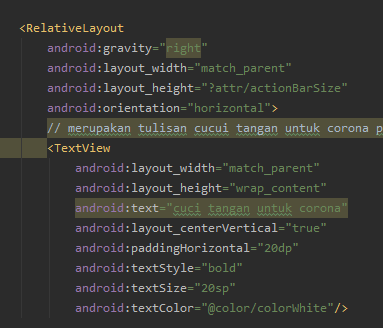 <RelativeLayout
android:gravity="right"
android:layout_width="match_parent"
android:layout_height="?attr/actionBarSize"
android:orientation="horizontal">
// merupakan tulisan cucui tangan untuk corona p
<TextView
android:layout_width="match_parent"
android:layout_height="wrap_content"
android:text="cuci tangan untuk corona"
android:layout_centerVertical="true"
android:paddingHorizontal="20dp"
android:textStyle="bold"
android:textSize="20sp"
android:textColor="@color/colorWhite"/>